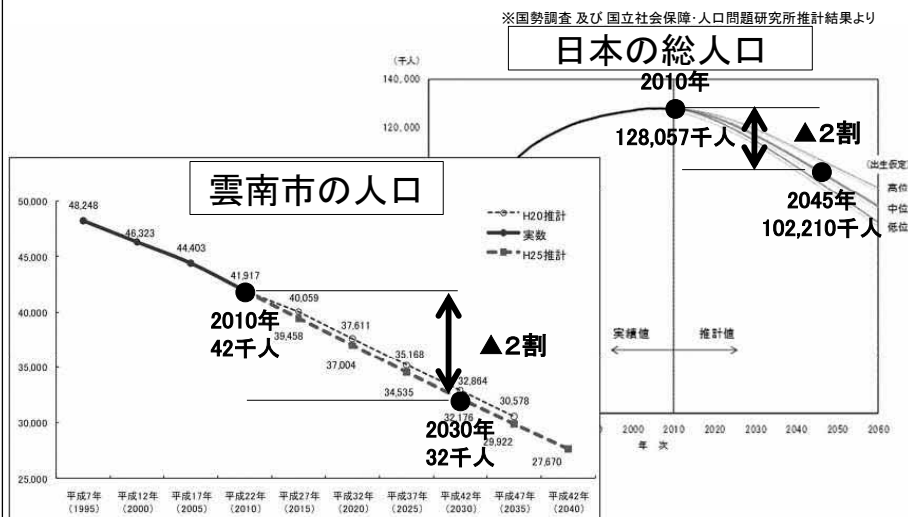 ※国勢調査 及び 国立社会保障・人口問題研究所推計結果より
日本の総人口
(千人)
140,000
120,000
2010年
128,057千人
▲2割
(出生仮定)
高位
中位
低位
2045年
102,210千人
実績値
推計値
2000
2010
2020
2030
2040
2050
2060
年 次
雲南市の人口
50,000
45,000
40,000
35,000
30,000
25,000
H20推計
実数
H25推計
48,248
46,323
44,403
41,917
40,059
37,611
35,168
32,864
30,578
39,458
37,004
34,535
32,176
29,922
27,670
2010年
42千人
▲2割
2030年
32千人
平成7年
(1995)
平成12年
(2000)
平成17年
(2005)
平成22年
(2010)
平成27年
(2015)
平成32年
(2020)
平成37年
(2025)
平成42年
(2030)
平成47年
(2035)
平成42年
(2040)